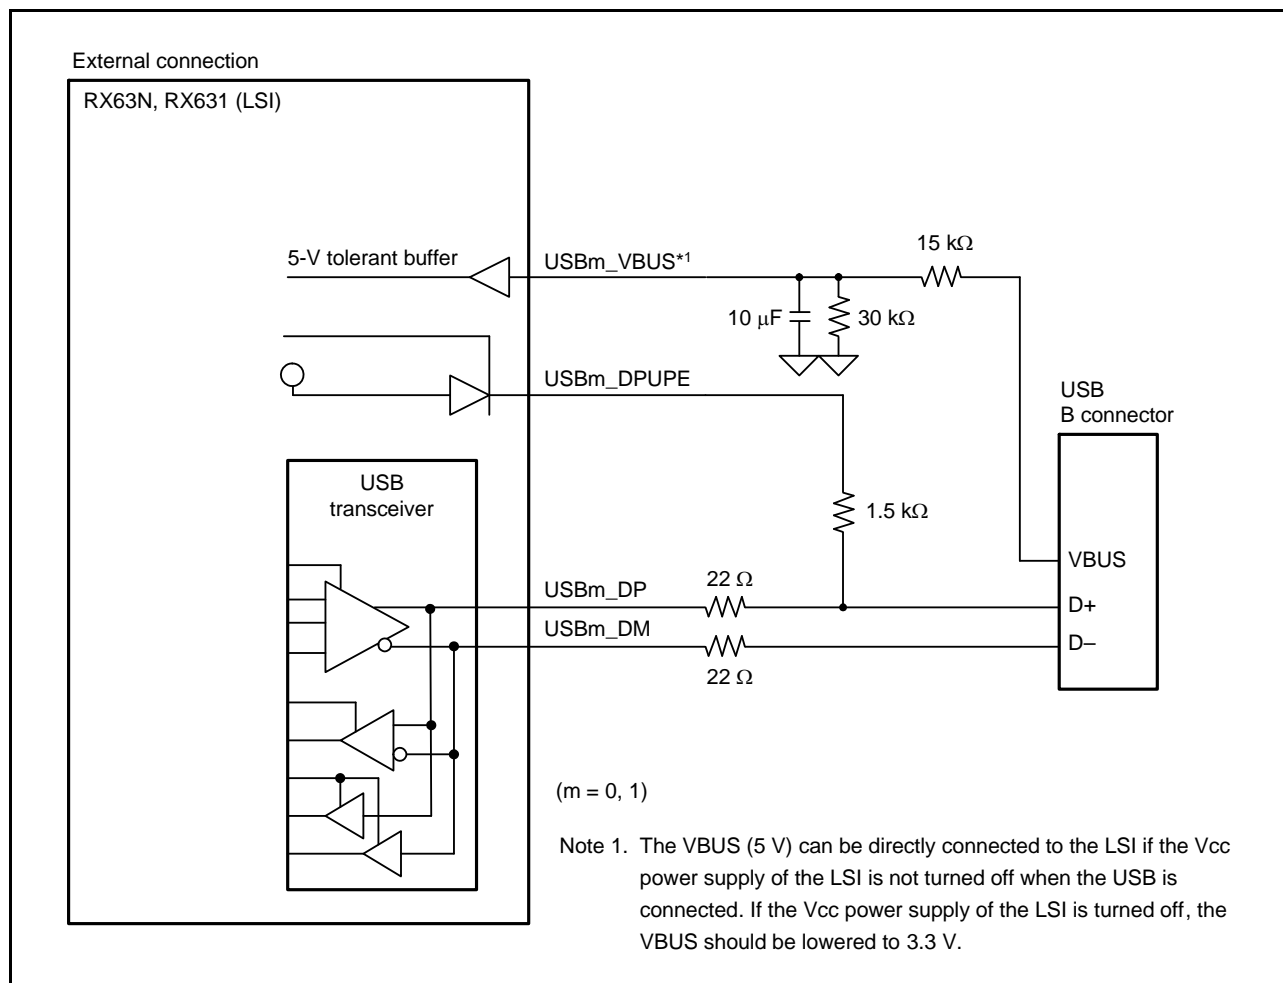 External connection
RX63N, RX631 (LSI)
15 kΩ
5-V tolerant buffer
USBm_VBUS*1
10 μF
30 kΩ
USBm_DPUPE
USB
B connector
USB
transceiver
1.5 kΩ
VBUS
USBm_DP
22 Ω
D+
USBm_DM
D–
22 Ω
(m = 0, 1)
Note 1. The VBUS (5 V) can be directly connected to the LSI if the Vcc
power supply of the LSI is not turned off when the USB is
connected. If the Vcc power supply of the LSI is turned off, the
VBUS should be lowered to 3.3 V.